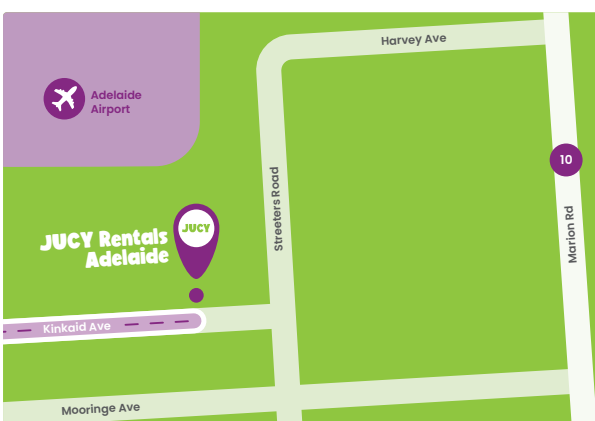 Harvey Ave
Adelaide
Airport
10
Streeters Road
Marion Rd
JUCY Rentals
Adelaide
JUCY
Kinkaid Ave
Mooringe Ave